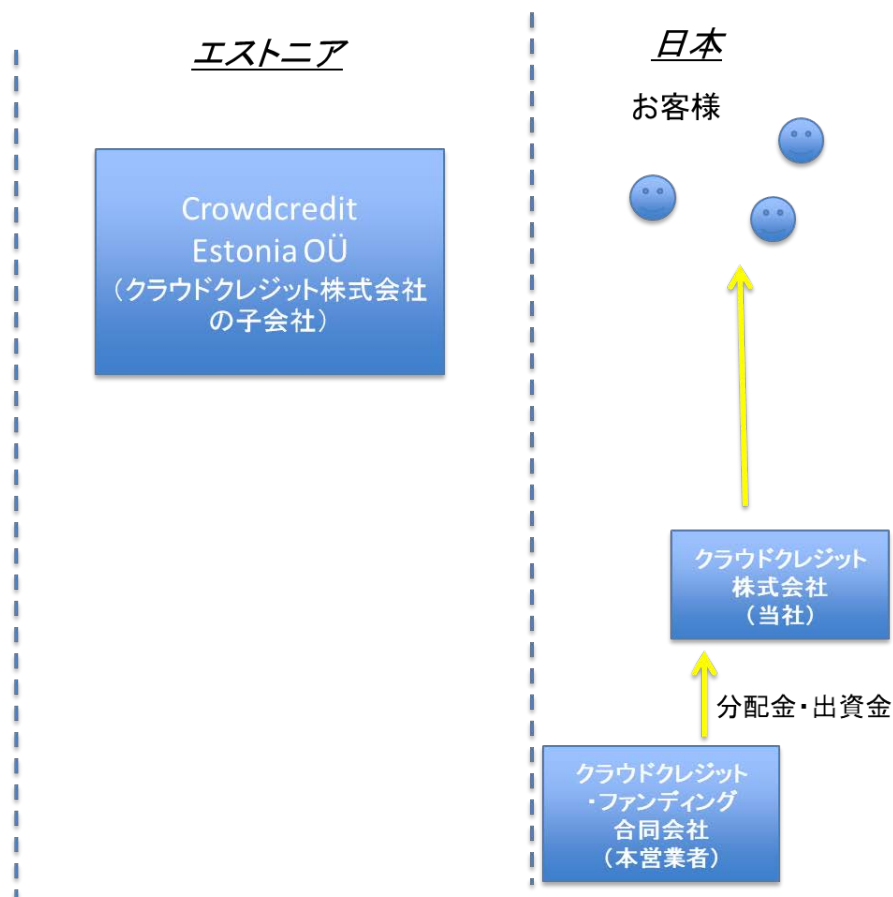 エストニア
Crowdcredit
Estonia OÜ
（クラウドクレジット株式会社
の子会社）
日本
お客様
クラウドクレジット
株式会社
（当社）
分配金・出資金
クラウドクレジット
・ファンディング
合同会社
（本営業者）